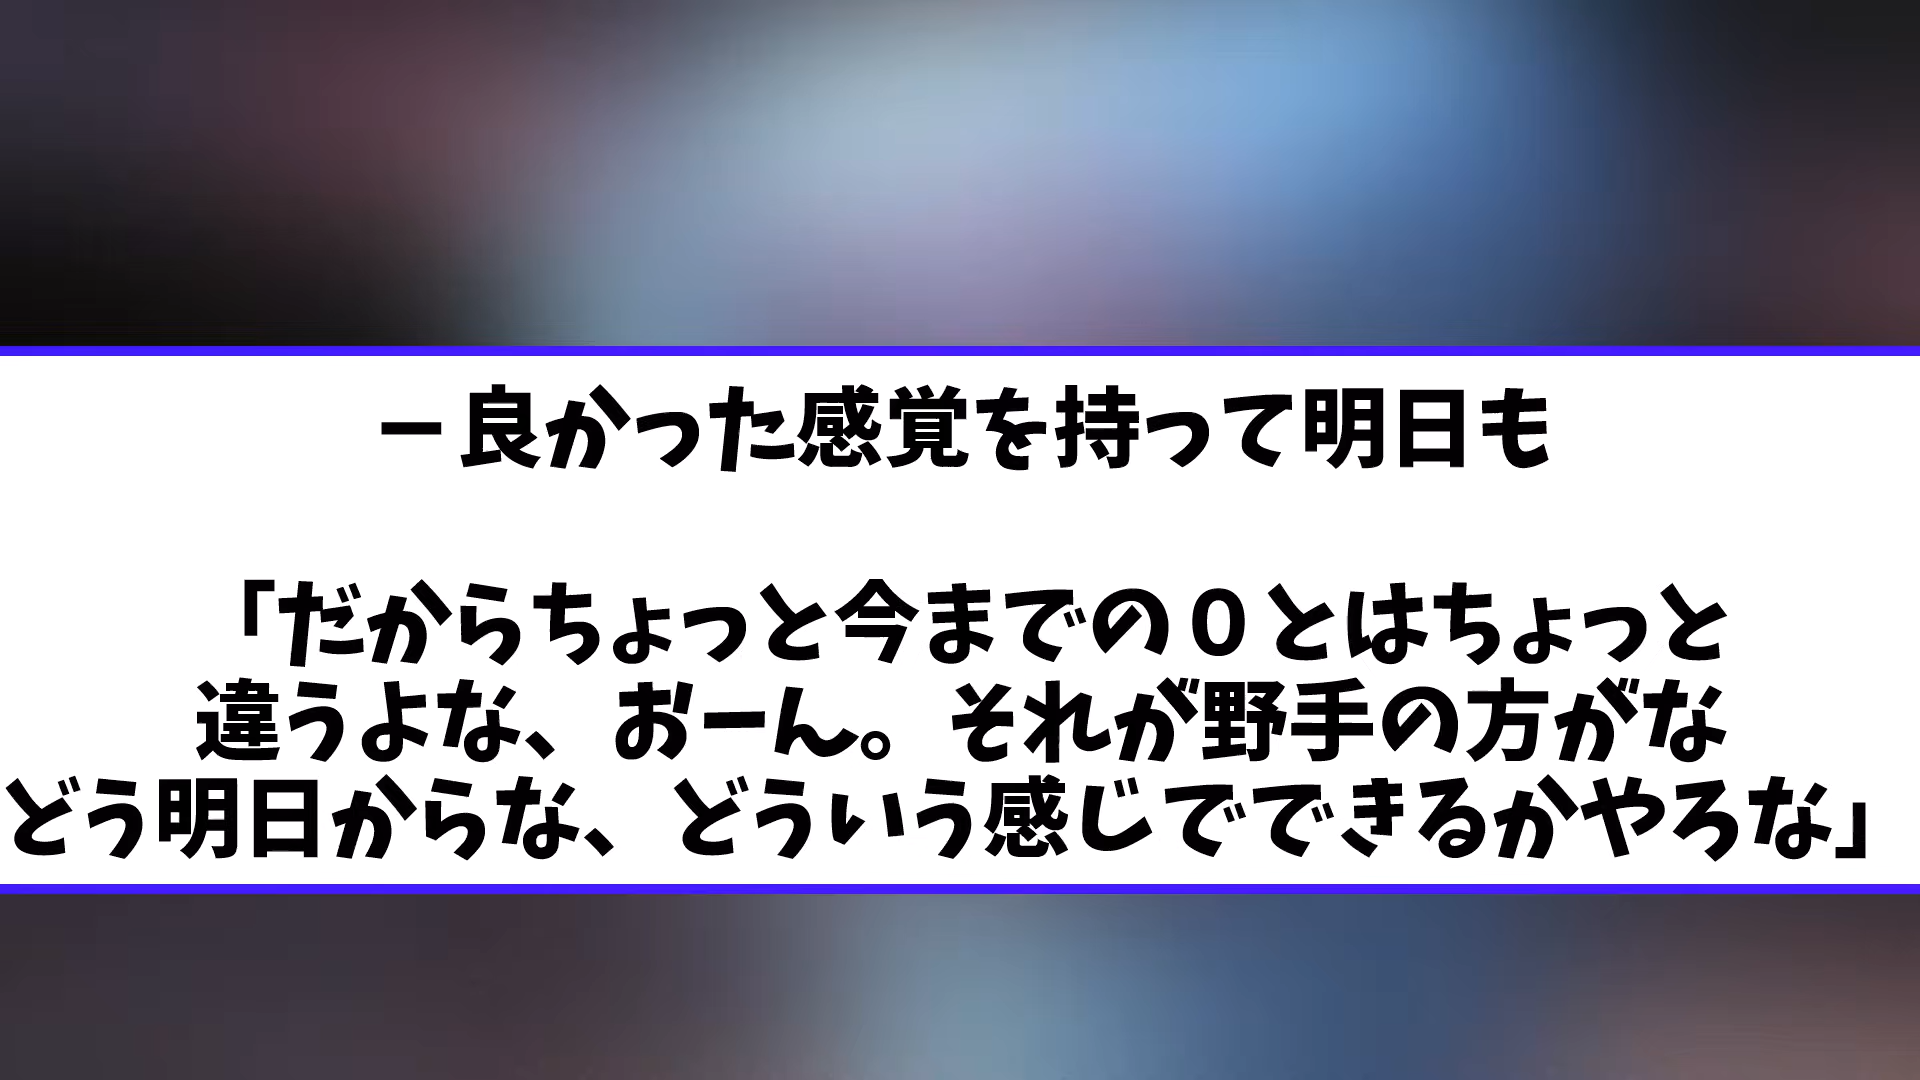 －良かった感覚を持って明日も
「だからちょっと今までの０とはちょっと
違うよな、おーん。それが野手の方がな
どう明日からな、どういう感じでできるかやろな」